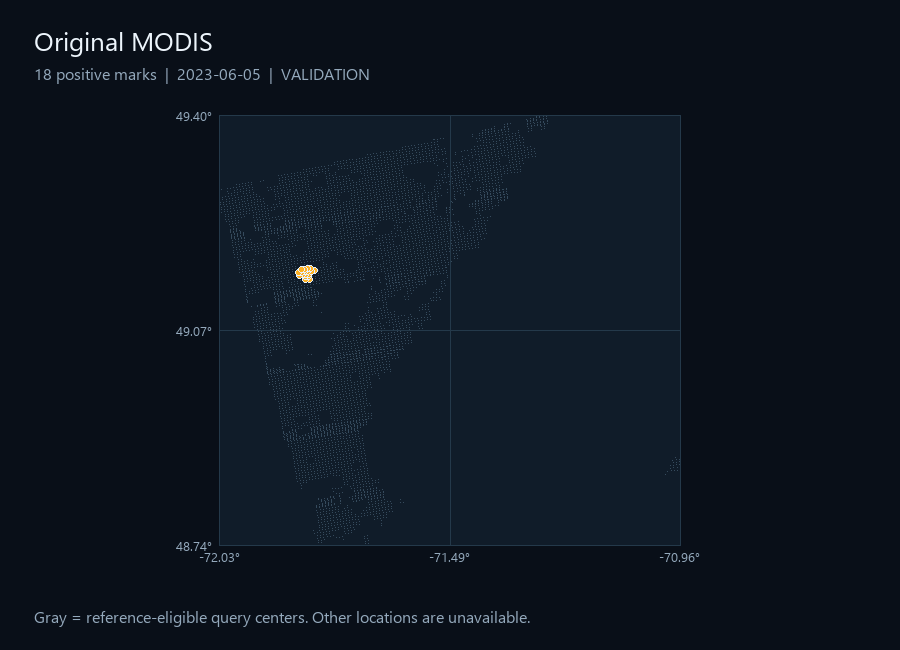 Original MODIS
18 positive marks | 2023-06-05 | VALIDATION
49.40°
49.07°
48.74°
-72.03°
-71.49°
-70.96°
Gray = reference-eligible query centers. Other locations are unavailable.